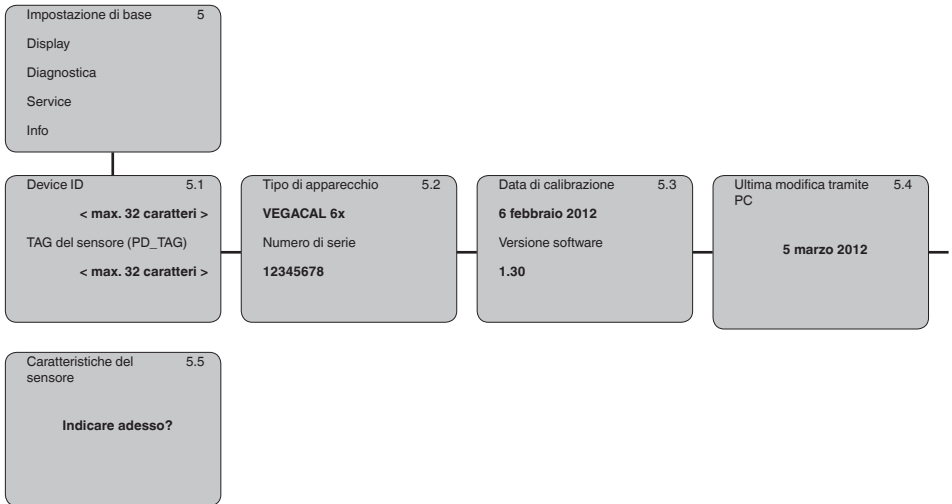 Impostazione di base 5
Display
Diagnostica
Service
Info
Device ID 5.1
< max. 32 caratteri >
TAG del sensore (PD_TAG)
< max. 32 caratteri >
Tipo di apparecchio 5.2
VEGACAL 6x
Numero di serie
12345678
Data di calibrazione 5.3
6 febbraio 2012
Versione software
1.30
Ultima modifica tramite 5.4
PC
5 marzo 2012
Caratteristiche del 5.5
sensore
Indicare adesso?